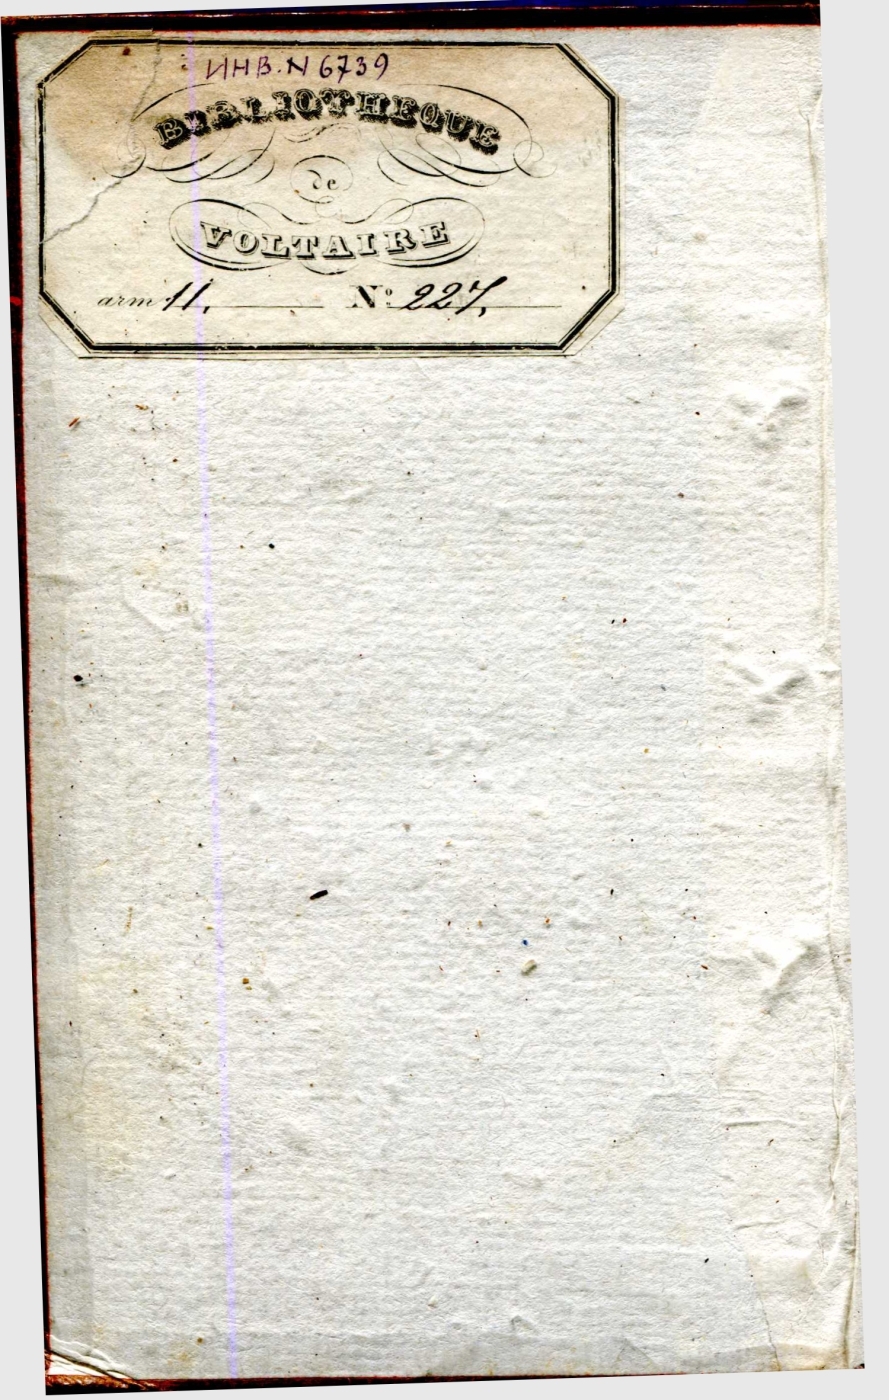 ИНВ. N 6739
BIBLIOTHEQUE
de
VOLTAIRE
arm 11, N° 227,